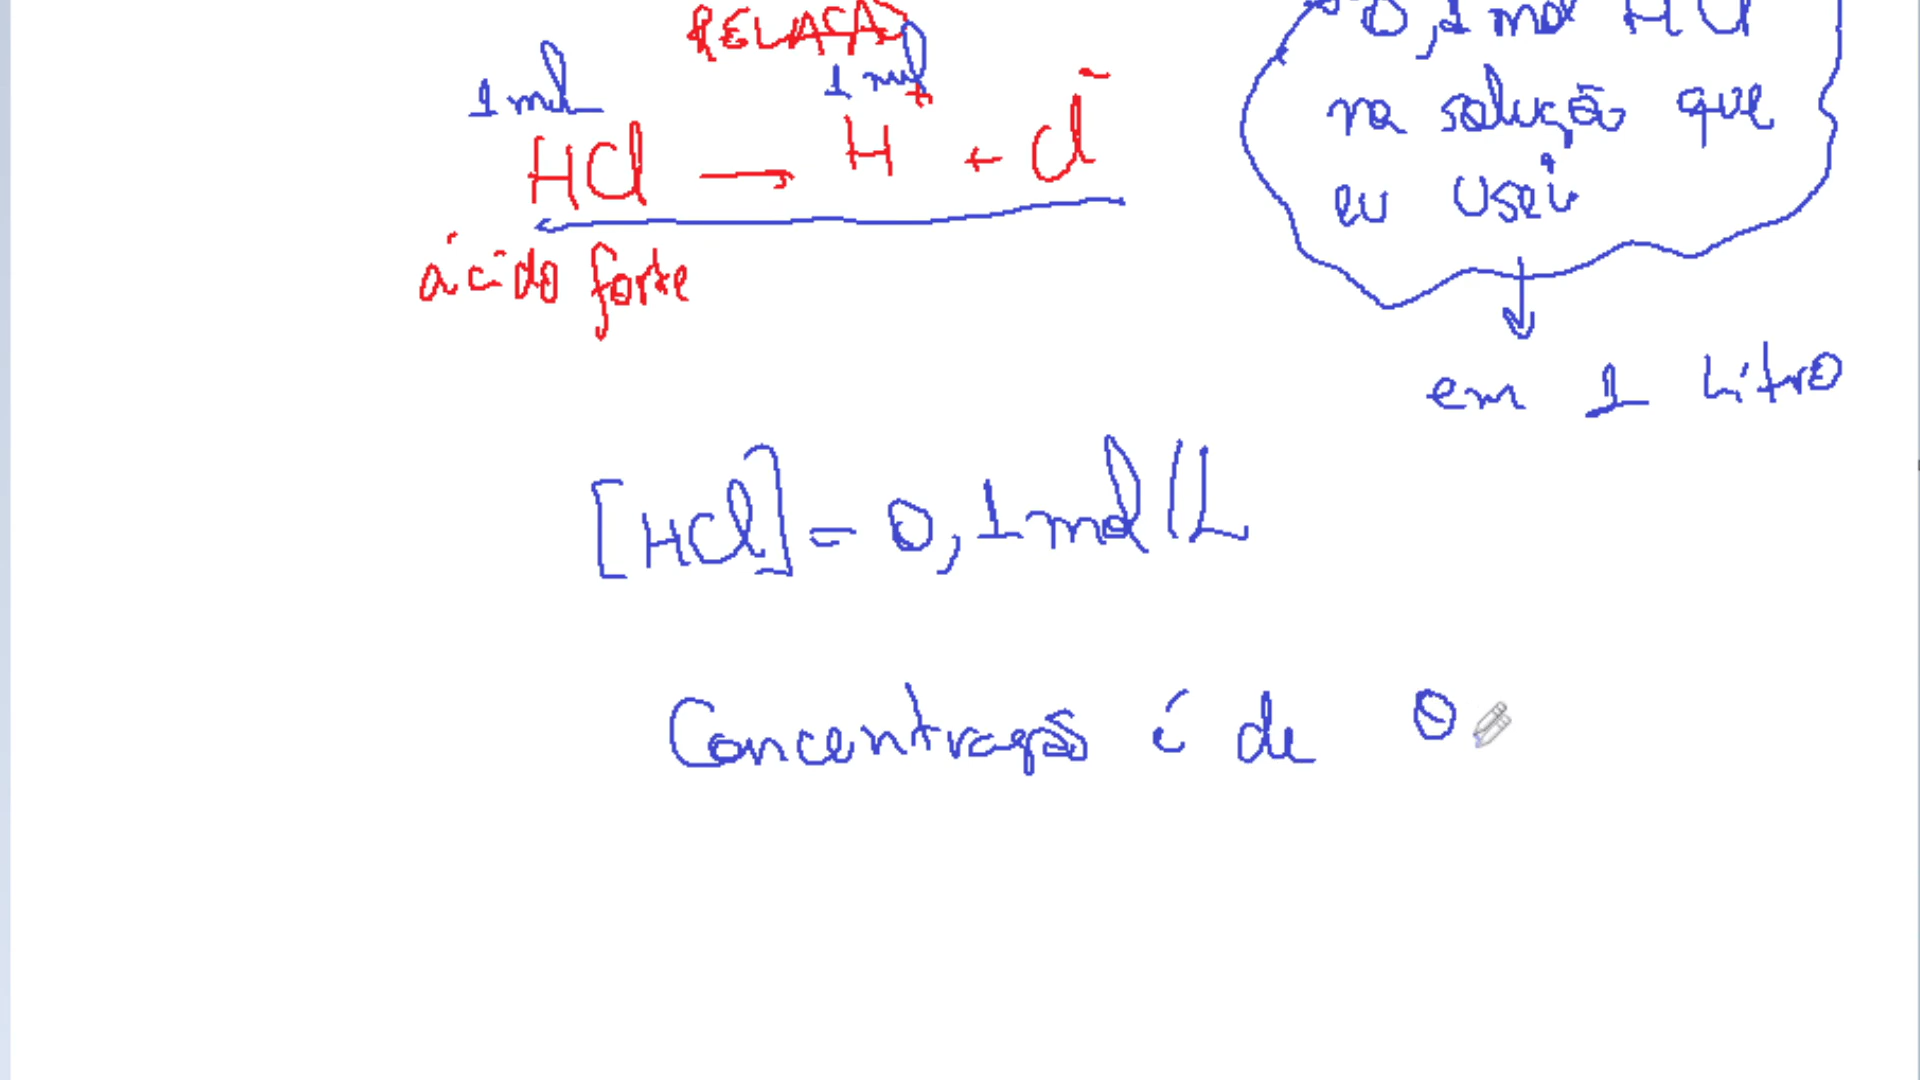 RELAÇÃO
1 mol 1 mol
HCl → H⁺ + Cl⁻
ácido forte
0,1 mol HCl
na solução que
eu usei
em 1 Litro
[HCl] = 0,1 mol/L
Concentração é de 0